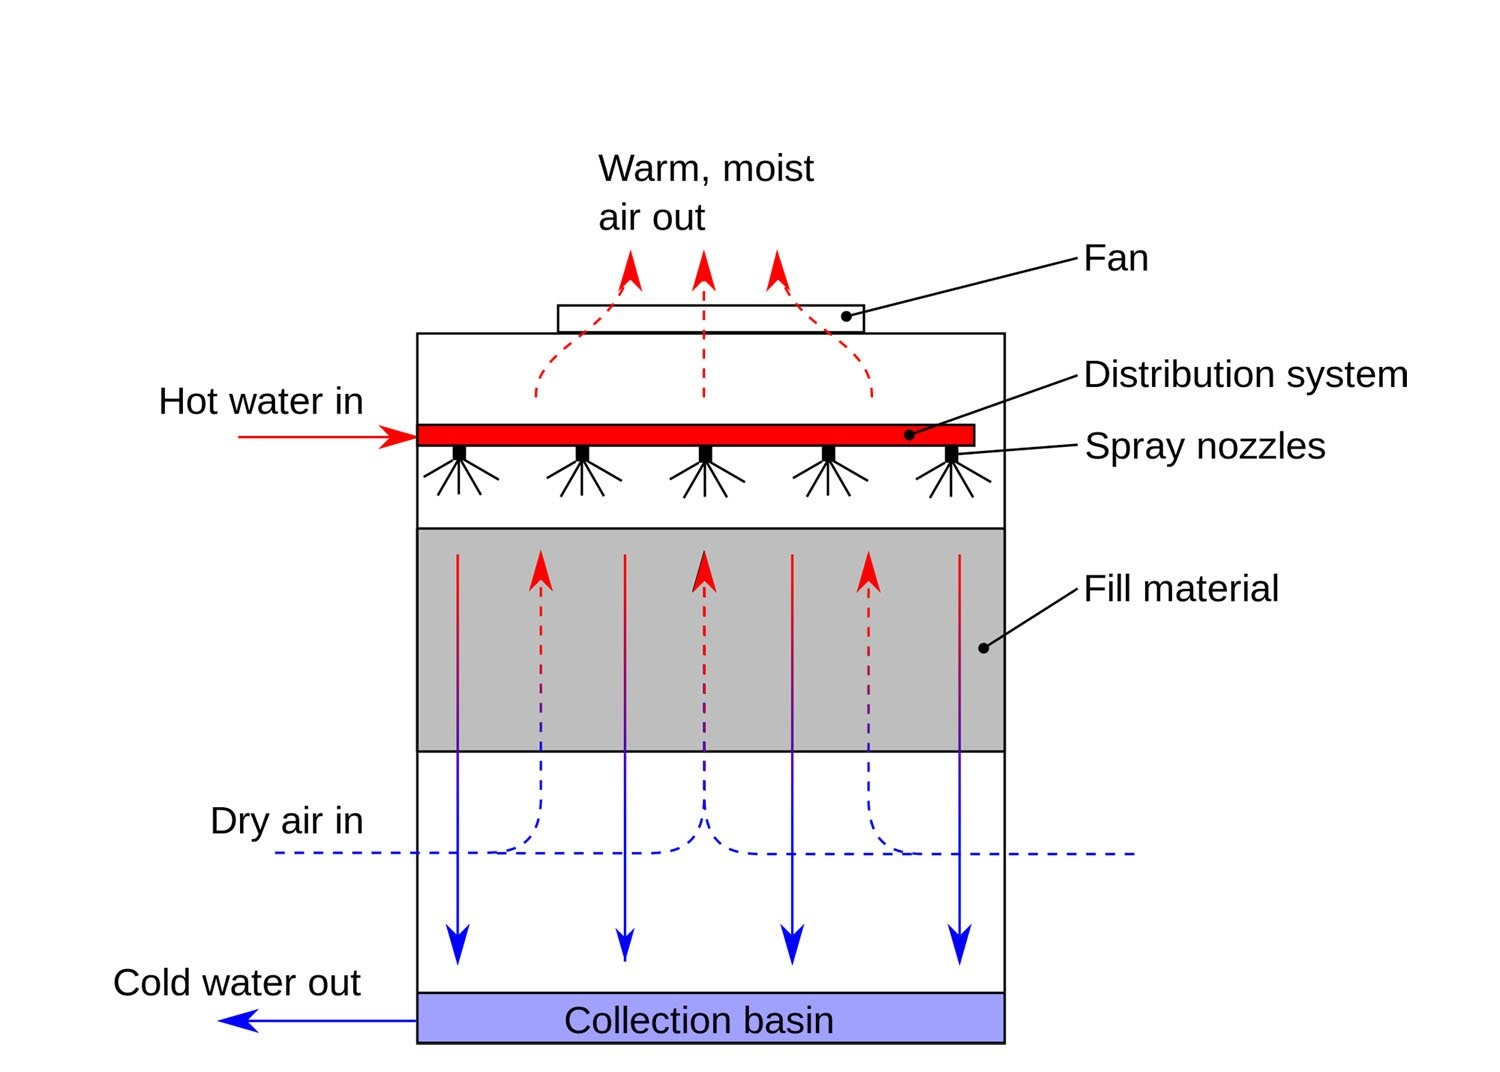 Warm, moist
air out
Fan
Distribution system
Hot water in
Spray nozzles
Fill material
Dry air in
Cold water out
Collection basin